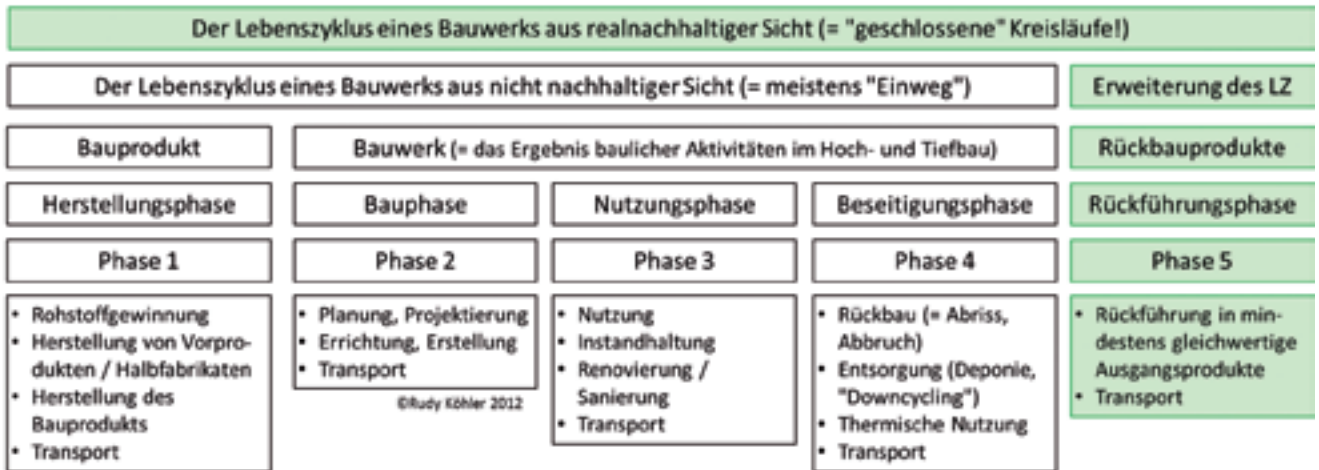 Der Lebenszyklus eines Bauwerks aus realnachhaltiger Sicht (= "geschlossene" Kreisläufe!)
Der Lebenszyklus eines Bauwerks aus nicht nachhaltiger Sicht (= meistens "Einweg")
Erweiterung des LZ
Bauprodukt
Bauwerk (= das Ergebnis baulicher Aktivitäten im Hoch- und Tiefbau)
Rückbauprodukte
Herstellungsphase
Bauphase
Nutzungsphase
Beseitigungsphase
Rückführungsphase
Phase 1
Phase 2
Phase 3
Phase 4
Phase 5
• Rohstoffgewinnung
• Herstellung von Vorpro-
dukten / Halbfabrikaten
• Herstellung des
Bauprodukts
• Transport
• Planung, Projektierung
• Errichtung, Erstellung
• Transport
©Rudy Köhler 2012
• Nutzung
• Instandhaltung
• Renovierung /
Sanierung
• Transport
• Rückbau (= Abriss,
Abbruch)
• Entsorgung (Deponie,
"Downcycling")
• Thermische Nutzung
• Transport
• Rückführung in min-
destens gleichwertige
Ausgangsprodukte
• Transport